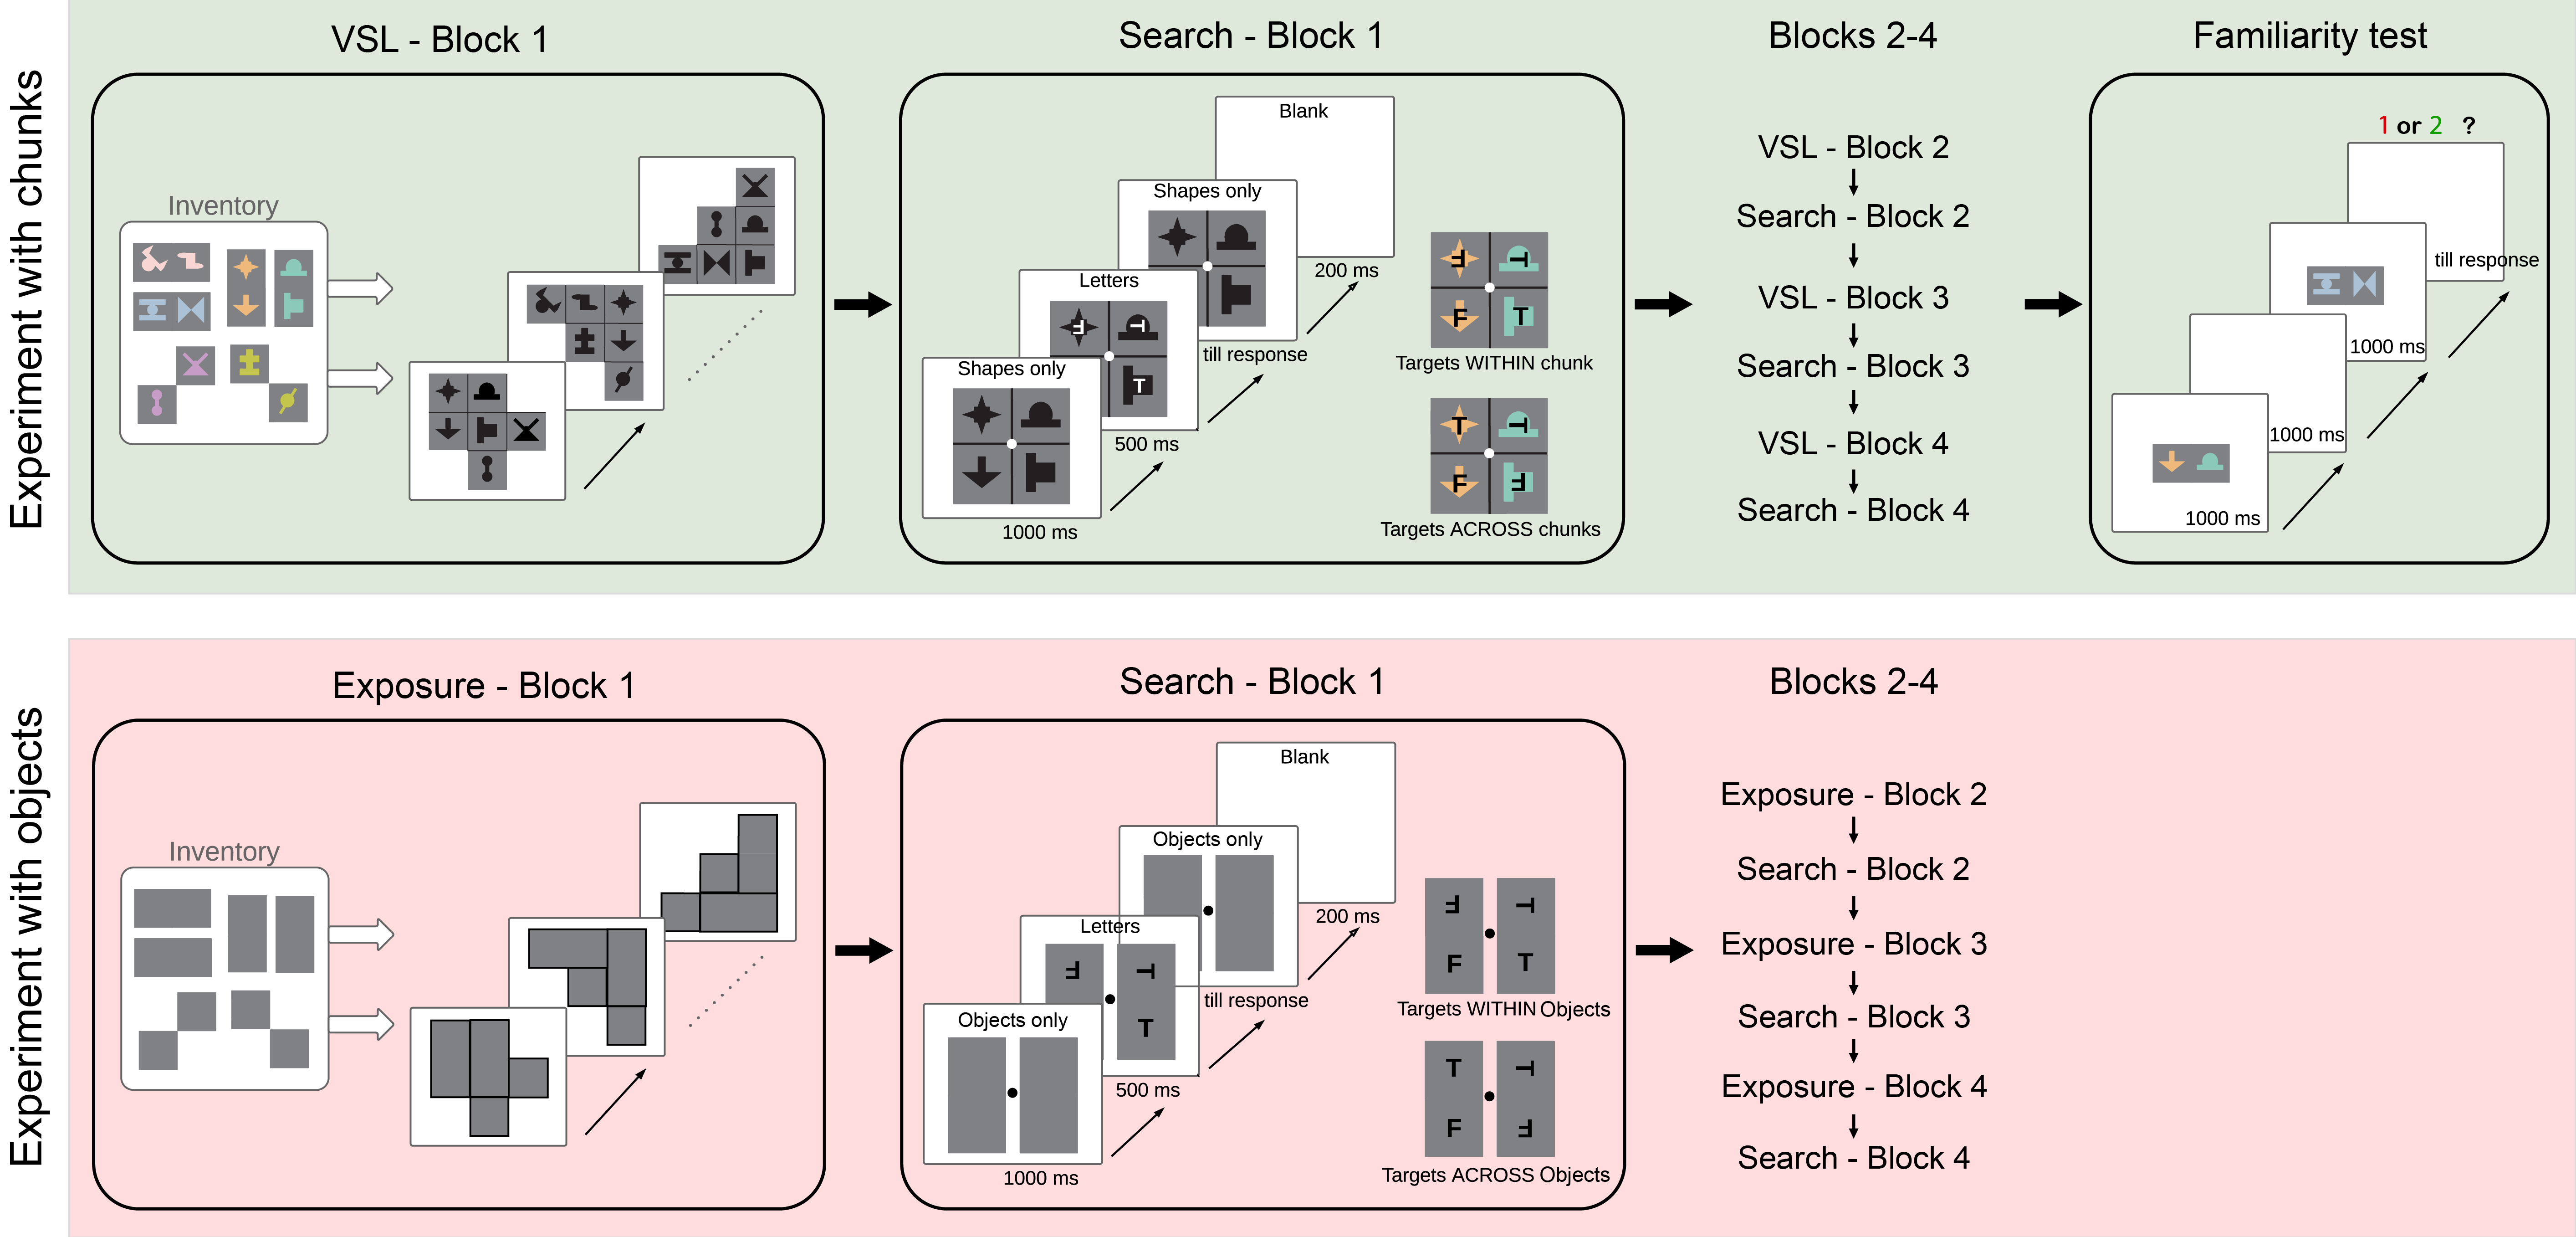 Experiment with chunks
VSL - Block 1
Inventory
Search - Block 1
Shapes only
1000 ms
Letters
F
T
T
500 ms
Shapes only
till response
Blank
200 ms
F
T
F
T
Targets WITHIN chunk
T
T
F
F
Targets ACROSS chunks
Blocks 2-4
VSL - Block 2
Search - Block 2
VSL - Block 3
Search - Block 3
VSL - Block 4
Search - Block 4
Familiarity test
1000 ms
1000 ms
1000 ms
1 or 2 ?
till response
Experiment with objects
Exposure - Block 1
Inventory
Search - Block 1
Objects only
1000 ms
Letters
F
T
T
500 ms
Objects only
till response
Blank
200 ms
F
T
F
T
Targets WITHIN Objects
T
T
F
F
Targets ACROSS Objects
Blocks 2-4
Exposure - Block 2
Search - Block 2
Exposure - Block 3
Search - Block 3
Exposure - Block 4
Search - Block 4